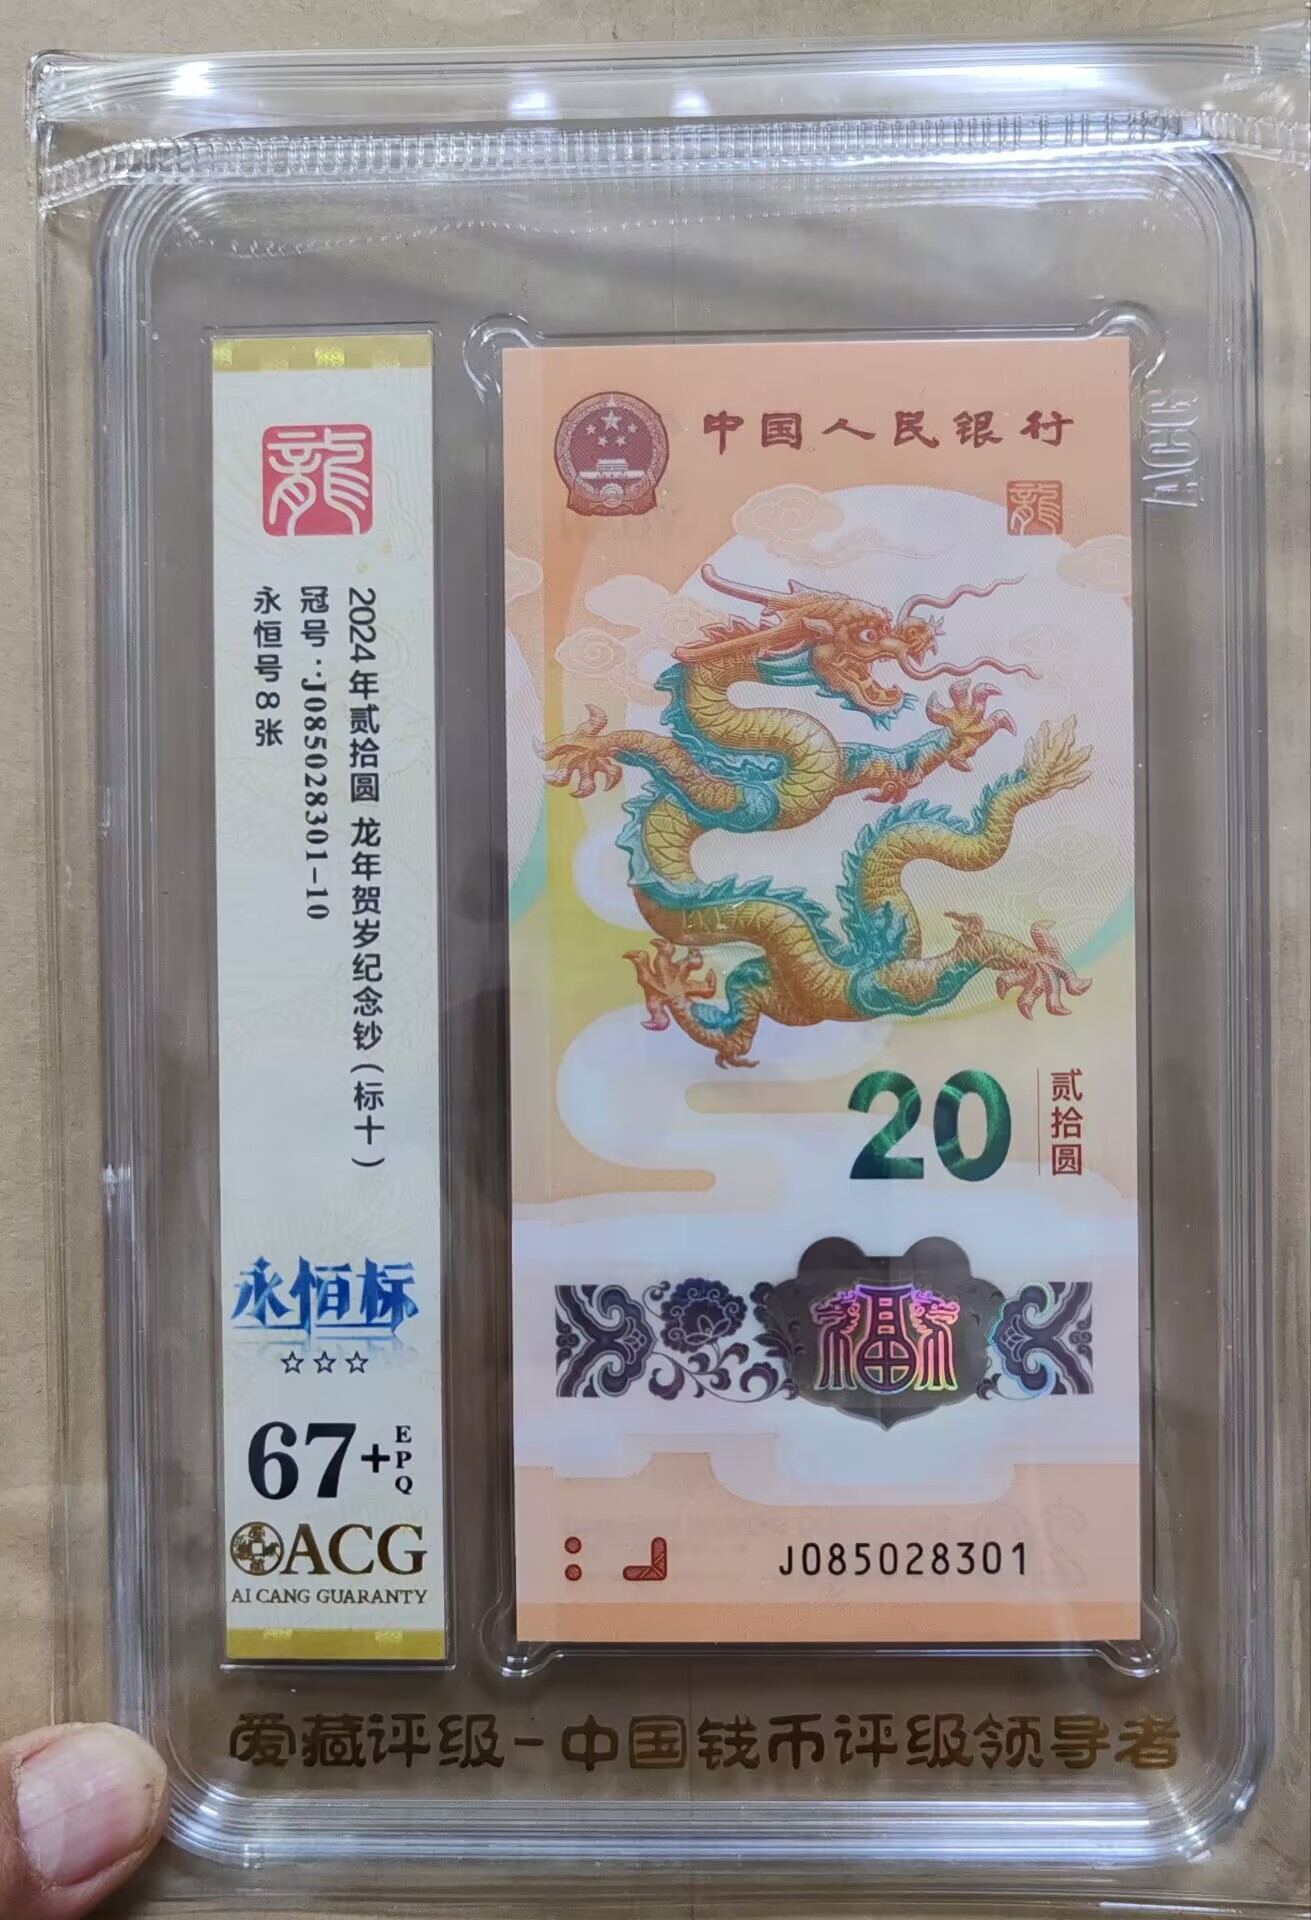 龍
2024年贰拾圆 龙年贺岁纪念钞(标十)
冠号:J085028301-10
永恒号8张
永恒标
☆☆☆
67+EPQ
ACG
AI CANG GUARANTY
中国人民银行
龍
20
贰拾圆
福
J085028301
ACG
爱藏评级-中国钱币评级领导者